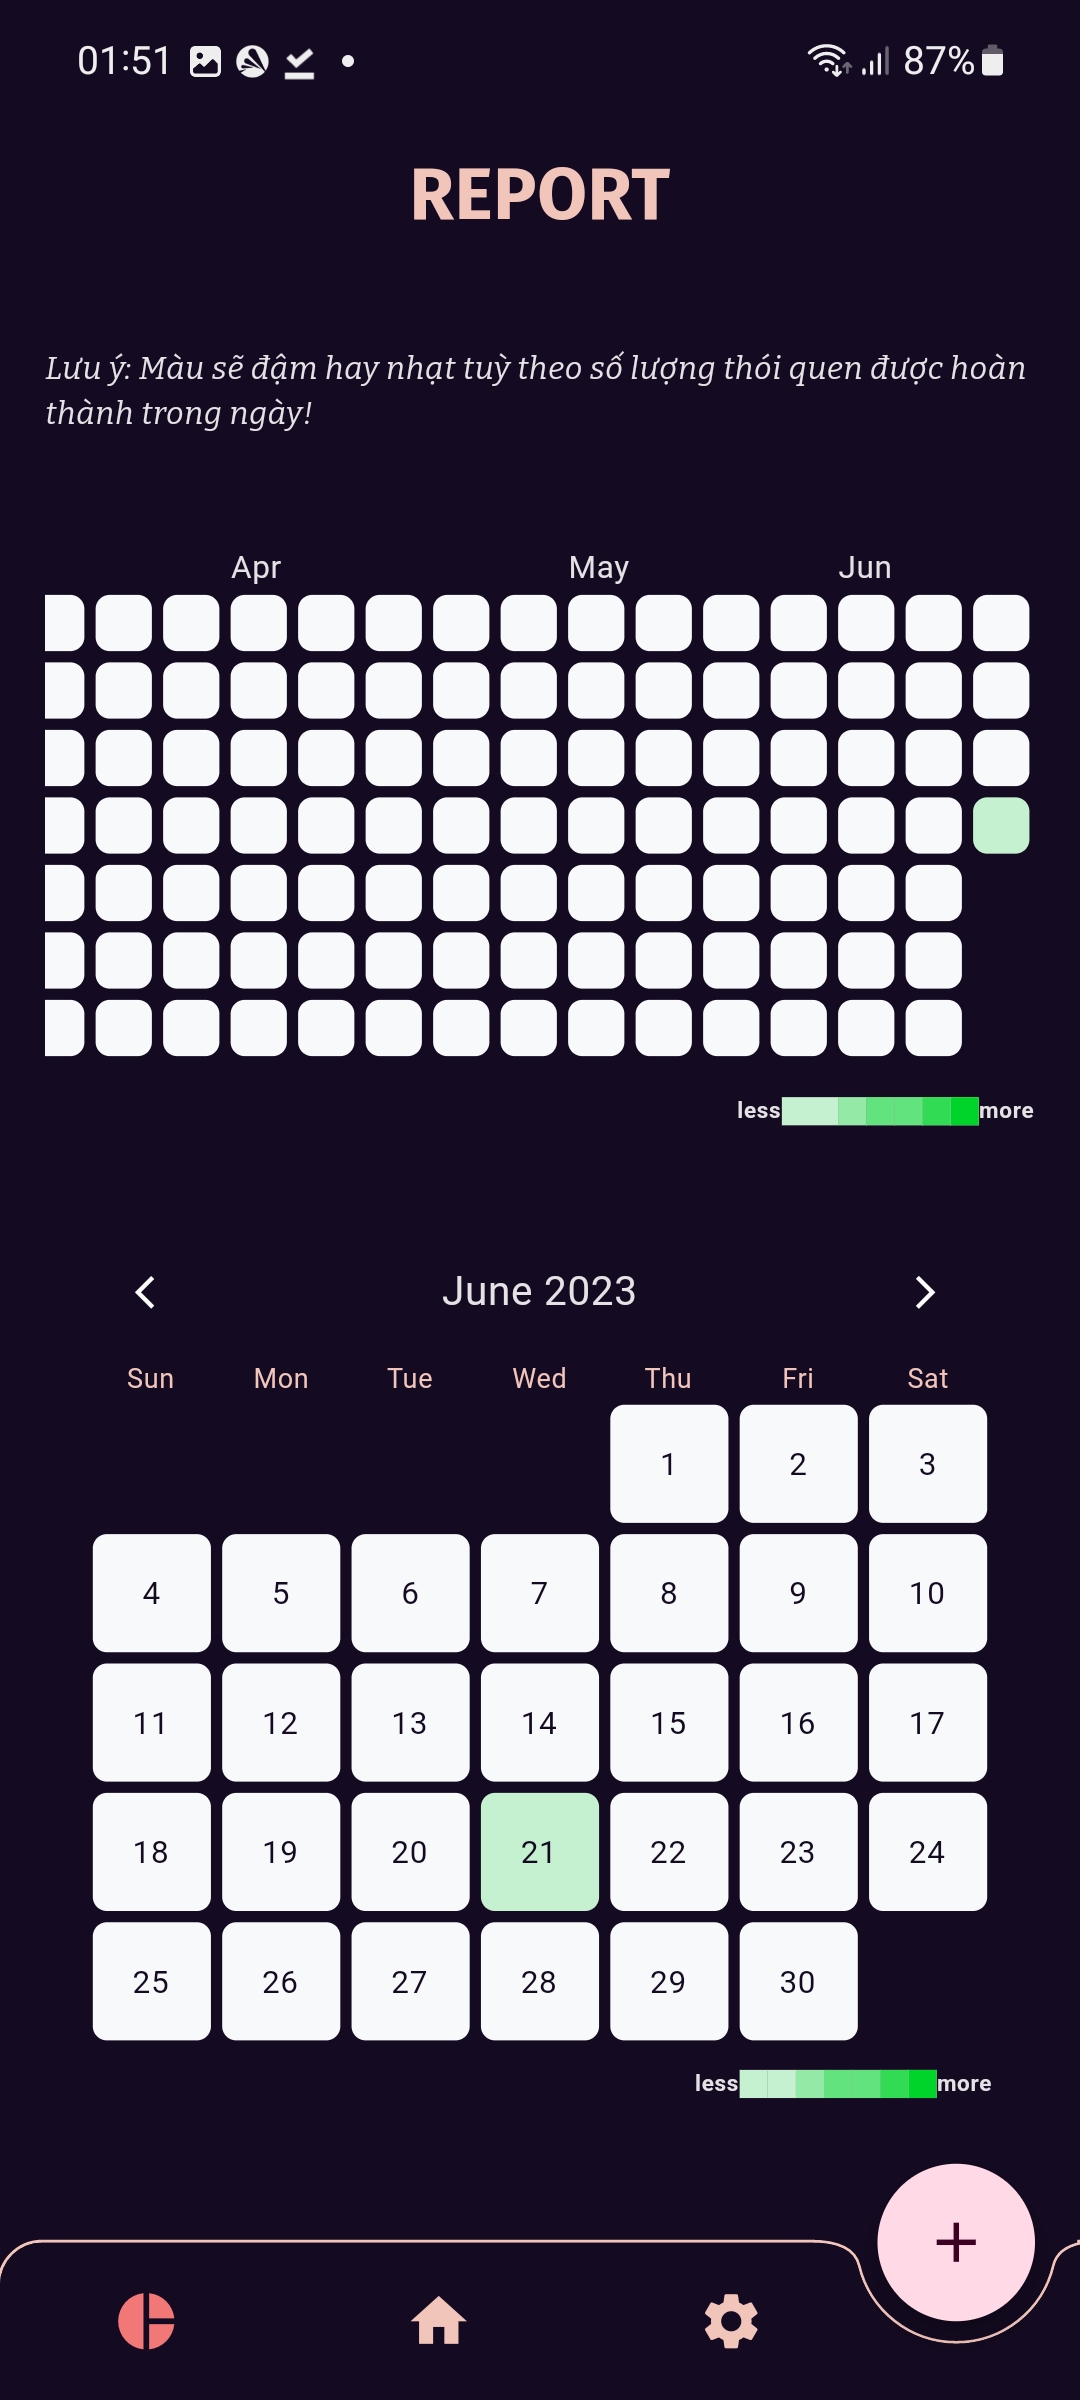 01:51 87%
REPORT
Lưu ý: Màu sẽ đậm hay nhạt tuỳ theo số lượng thói quen được hoàn
thành trong ngày!
Apr May Jun
less more
June 2023
Sun Mon Tue Wed Thu Fri Sat
1 2 3
4 5 6 7 8 9 10
11 12 13 14 15 16 17
18 19 20 21 22 23 24
25 26 27 28 29 30
less more